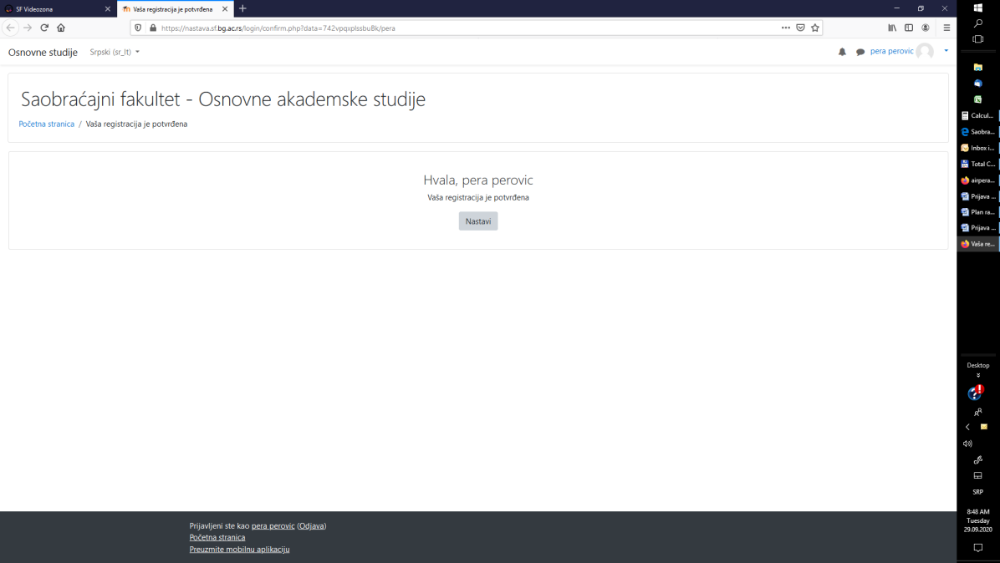 SF Videozona
Vaša registracija je potvrđena
https://nastava.sf.bg.ac.rs/login/confirm.php?data=742vpqxplssbuBk/pera
Osnovne studije
Srpski (sr_lt)
pera perovic
Saobraćajni fakultet - Osnovne akademske studije
Početna stranica / Vaša registracija je potvrđena
Hvala, pera perovic
Vaša registracija je potvrđena
Nastavi
Prijavljeni ste kao pera perovic (Odjava)
Početna stranica
Preuzmite mobilnu aplikaciju
Calcul...
Saobra...
Inbox i...
Total C...
airpera...
Prijava ...
Plan ra...
Prijava ...
Vaša re...
Desktop
SRP
8:48 AM
Tuesday
29.09.2020